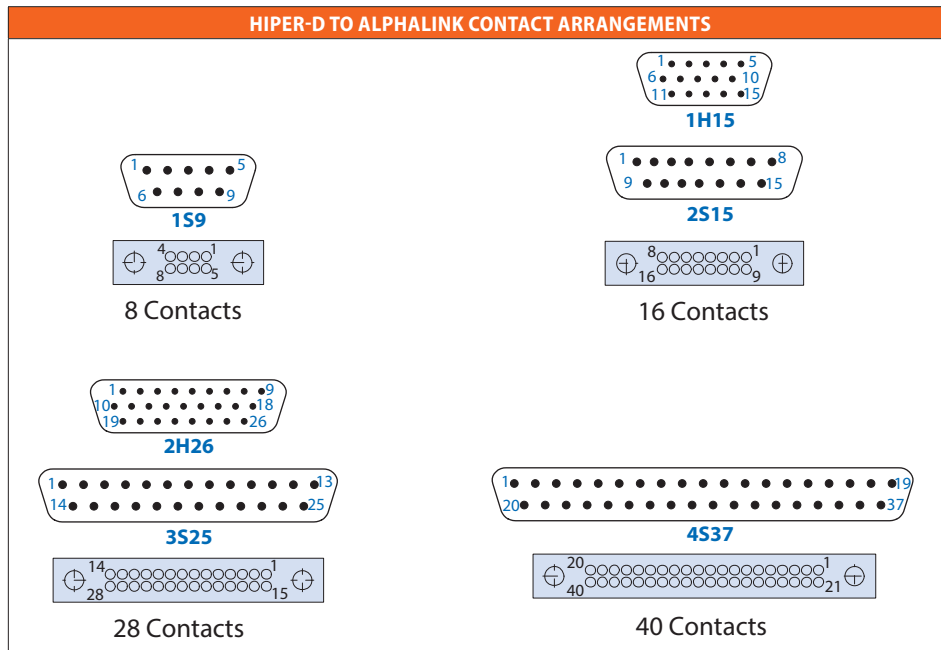 HIPER-D TO ALPHALINK CONTACT ARRANGEMENTS
1 5
6 10
11 15
1H15
1 5
6 9
1S9
1 8
9 15
2S15
4 1
8 5
8 Contacts
8 1
16 9
16 Contacts
1 9
10 18
19 26
2H26
1 13
14 25
3S25
1 19
20 37
4S37
14 1
28 15
28 Contacts
20 1
40 21
40 Contacts